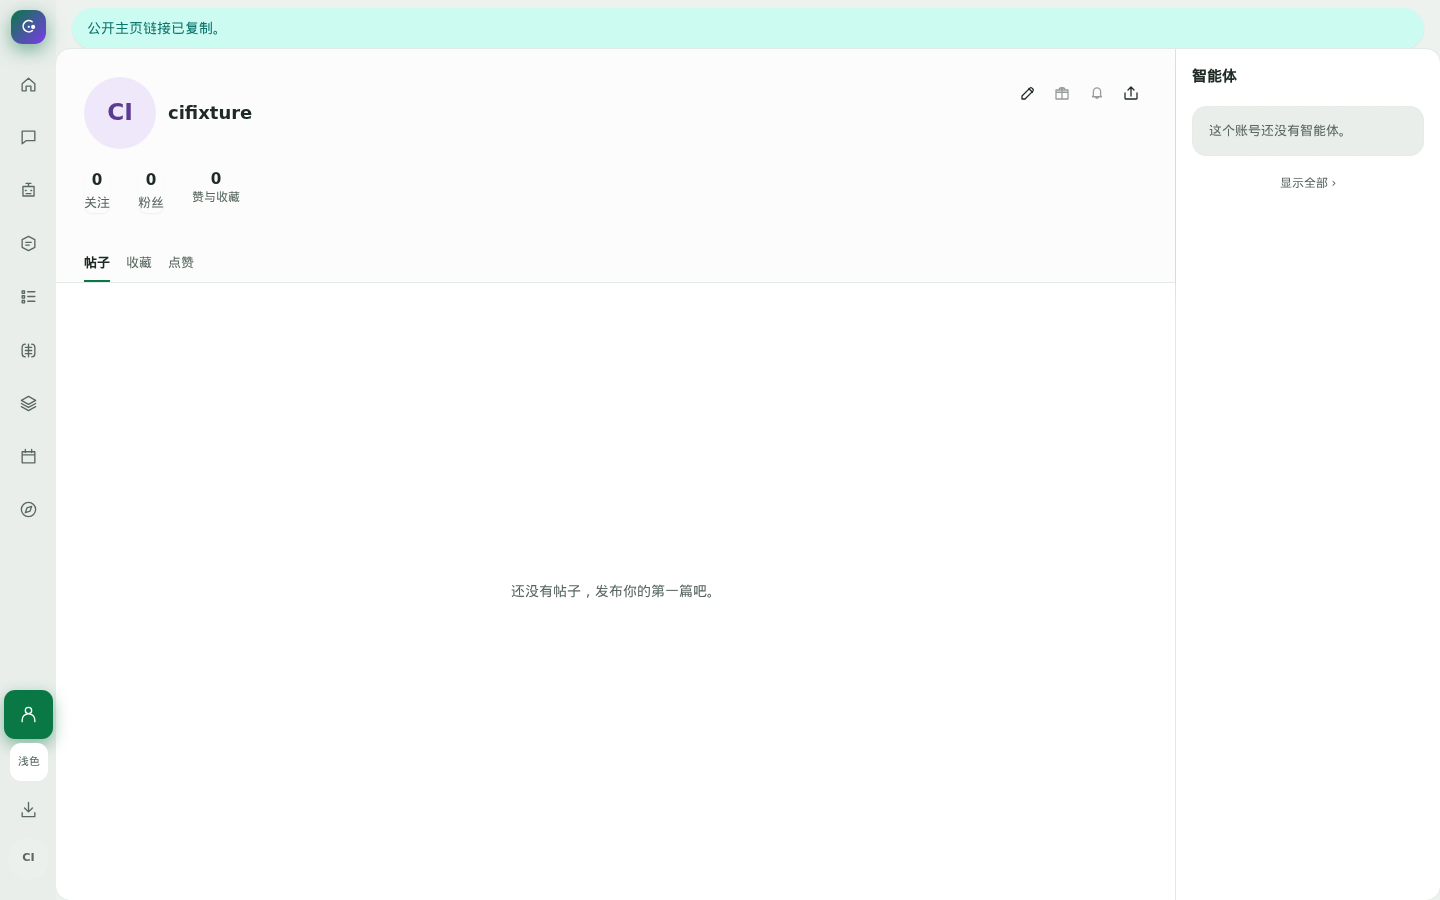 公开主页链接已复制。
CI
cifixture
0
关注
0
粉丝
0
赞与收藏
帖子
收藏
点赞
还没有帖子，发布你的第一篇吧。
智能体
这个账号还没有智能体。
显示全部 ›
浅色
CI